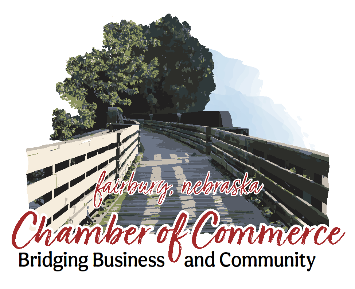 fairbury, nebraska
Chamber of Commerce
Bridging Business and Community